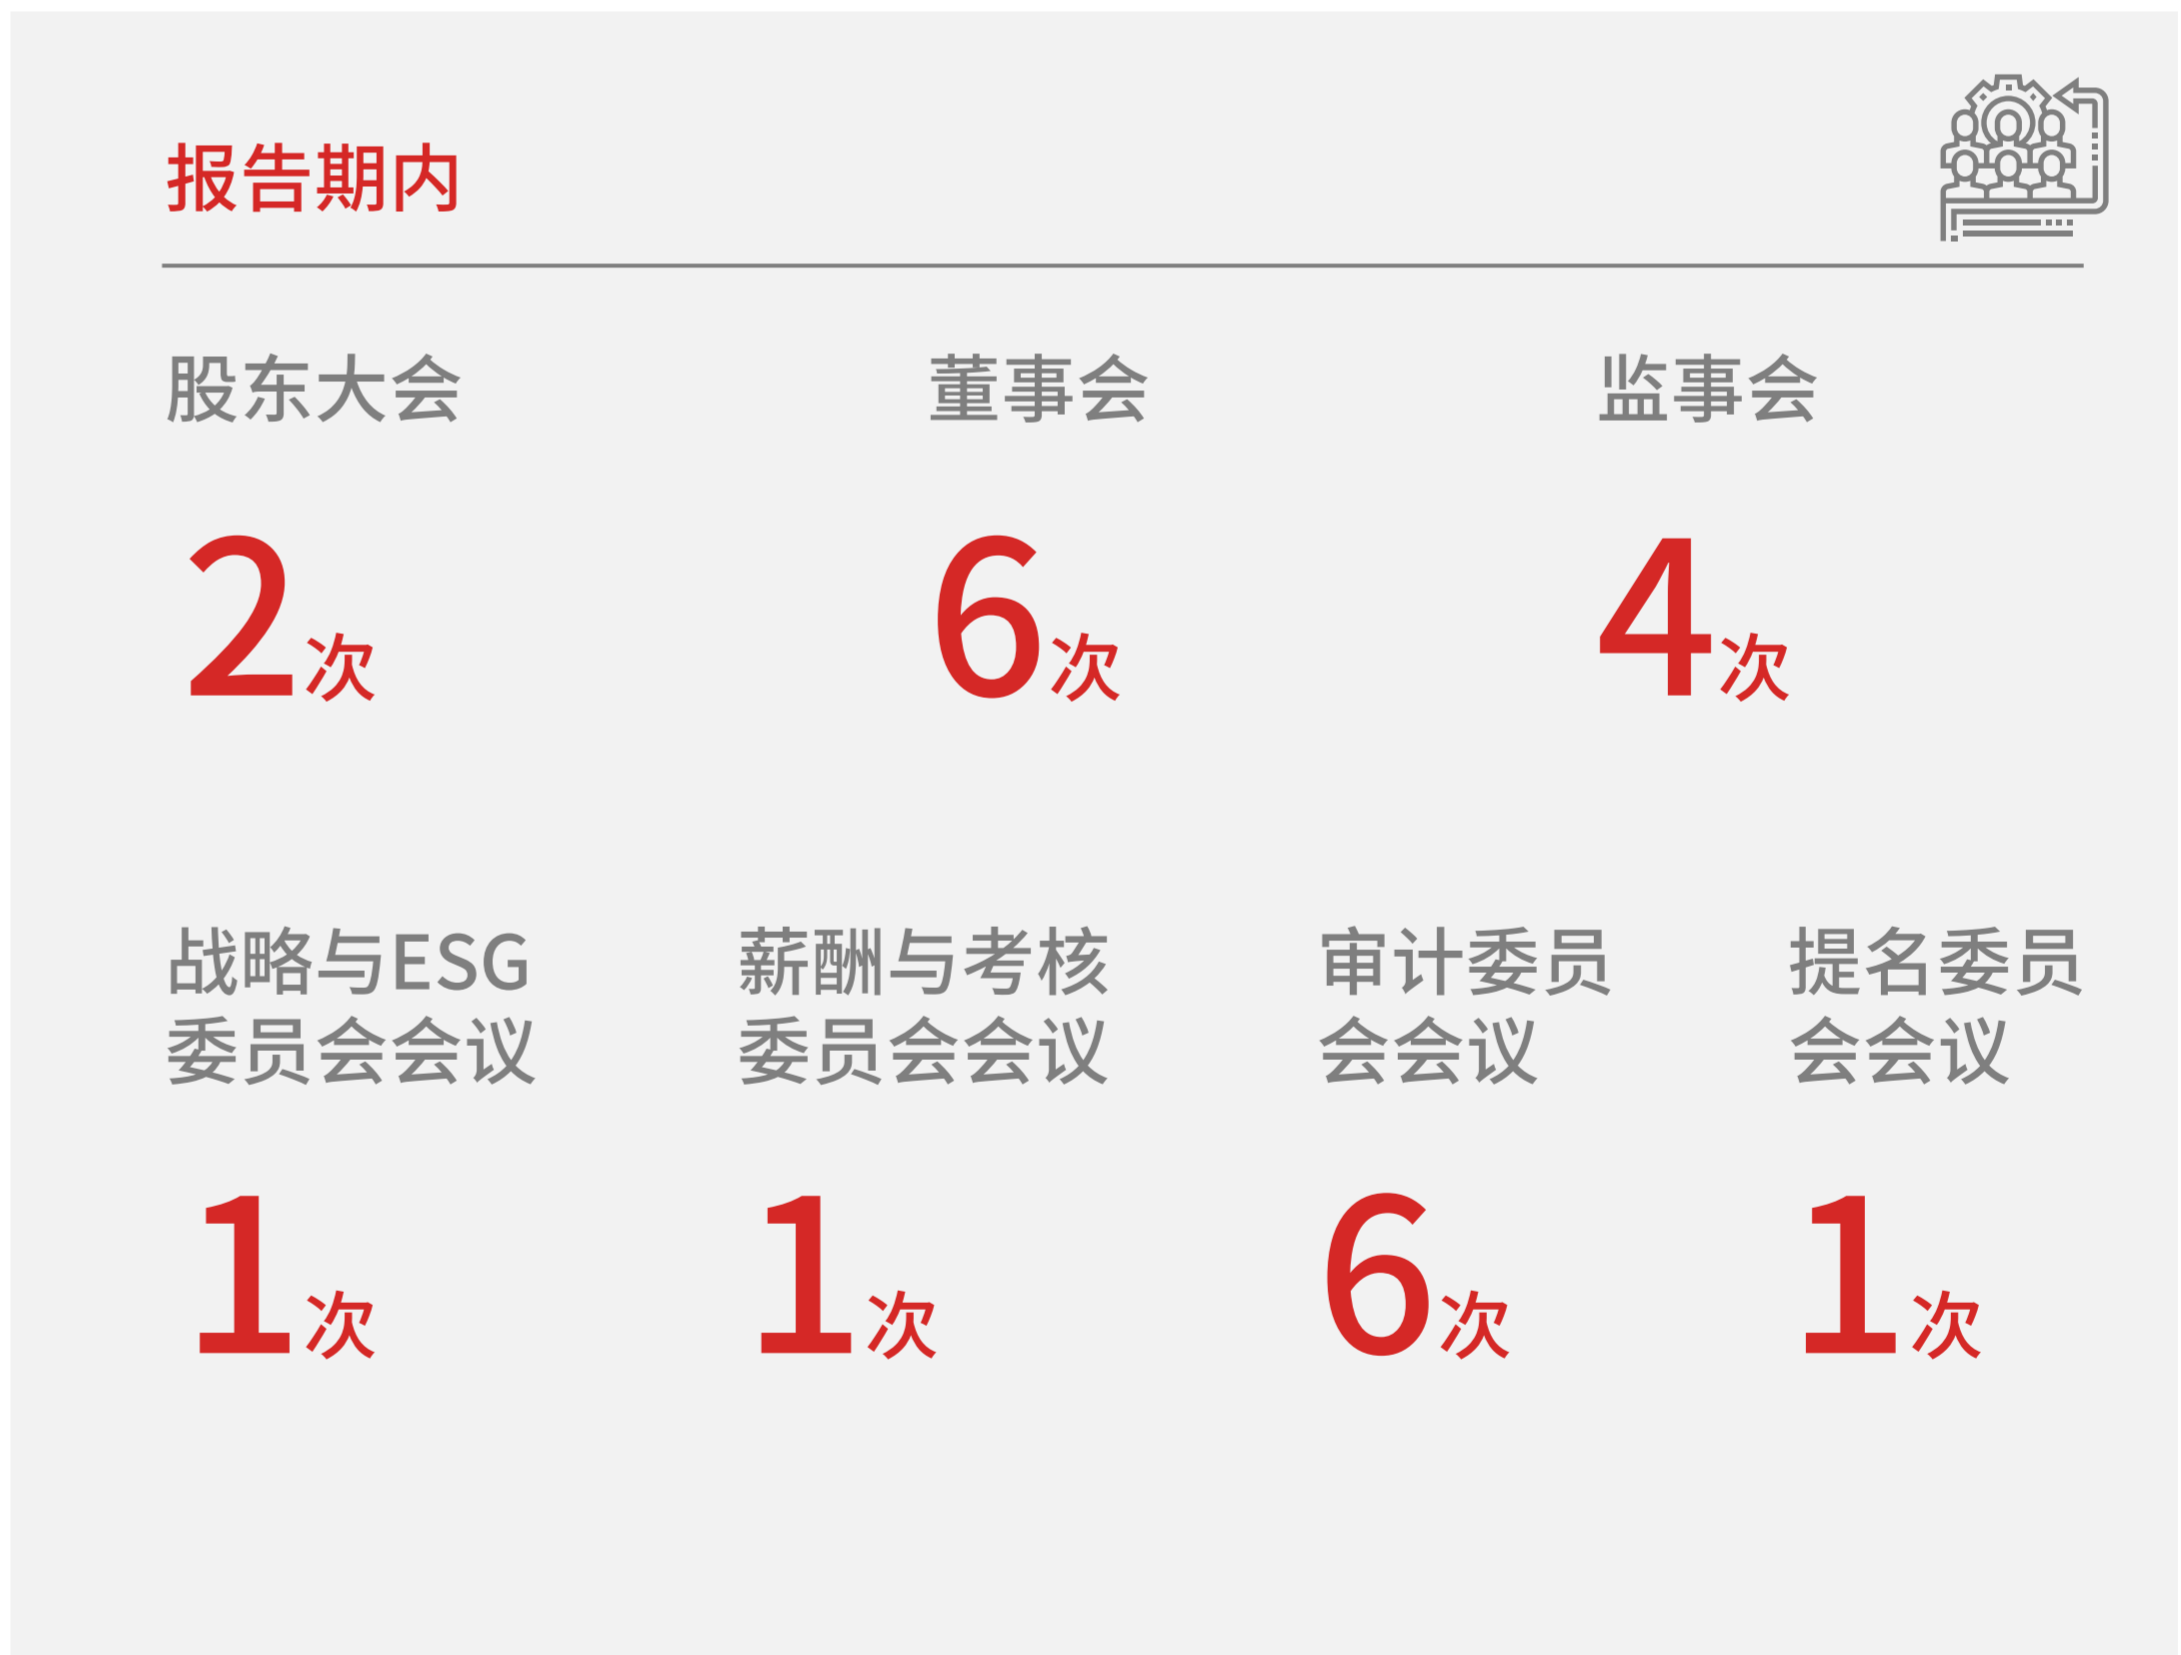 报告期内
股东大会
董事会
监事会
2次
6次
4次
战略与ESG
委员会会议
薪酬与考核
委员会会议
审计委员
会会议
提名委员
会会议
1次
1次
6次
1次